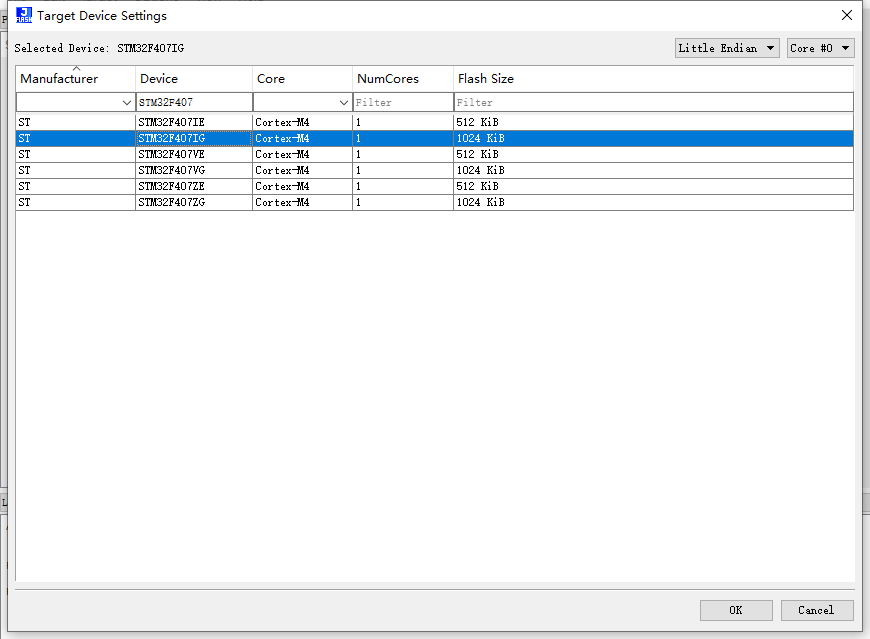 Target Device Settings
Selected Device: STM32F407IG
Little Endian
Core #0
Manufacturer Device Core NumCores Flash Size
STM32F407 Filter Filter
ST STM32F407IE Cortex-M4 1 512 KiB
ST STM32F407IG Cortex-M4 1 1024 KiB
ST STM32F407VE Cortex-M4 1 512 KiB
ST STM32F407VG Cortex-M4 1 1024 KiB
ST STM32F407ZE Cortex-M4 1 512 KiB
ST STM32F407ZG Cortex-M4 1 1024 KiB
OK Cancel